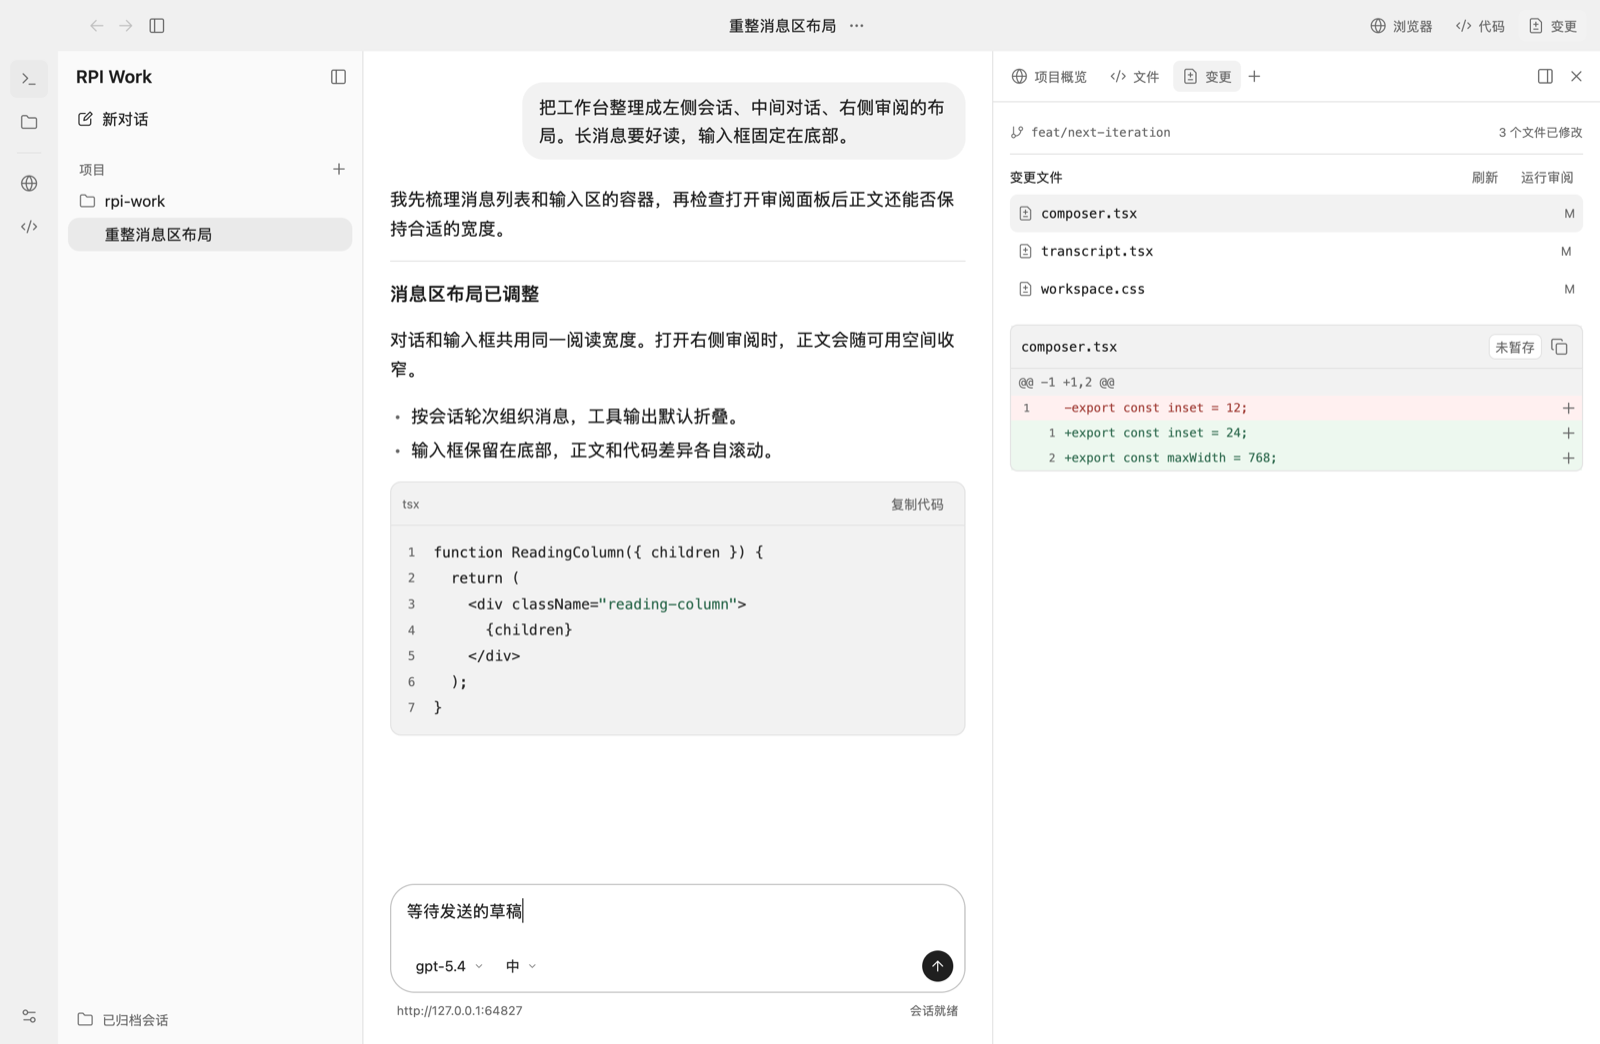 重整消息区布局 ···
浏览器
</> 代码
变更
RPI Work
新对话
项目
rpi-work
重整消息区布局
已归档会话
把工作台整理成左侧会话、中间对话、右侧审阅的布
局。长消息要好读，输入框固定在底部。
我先梳理消息列表和输入区的容器，再检查打开审阅面板后正文还能否保
持合适的宽度。
消息区布局已调整
对话和输入框共用同一阅读宽度。打开右侧审阅时，正文会随可用空间收
窄。
• 按会话轮次组织消息，工具输出默认折叠。
• 输入框保留在底部，正文和代码差异各自滚动。
tsx 复制代码
1 function ReadingColumn({ children }) {
2   return (
3     <div className="reading-column">
4       {children}
5     </div>
6   );
7 }
等待发送的草稿
gpt-5.4 中
http://127.0.0.1:64827 会话就绪
项目概览 </> 文件 变更 +
feat/next-iteration 3 个文件已修改
变更文件 刷新 运行审阅
composer.tsx M
transcript.tsx M
workspace.css M
composer.tsx 未暂存
@@ -1 +1,2 @@
1 -export const inset = 12;
1 +export const inset = 24;
2 +export const maxWidth = 768;